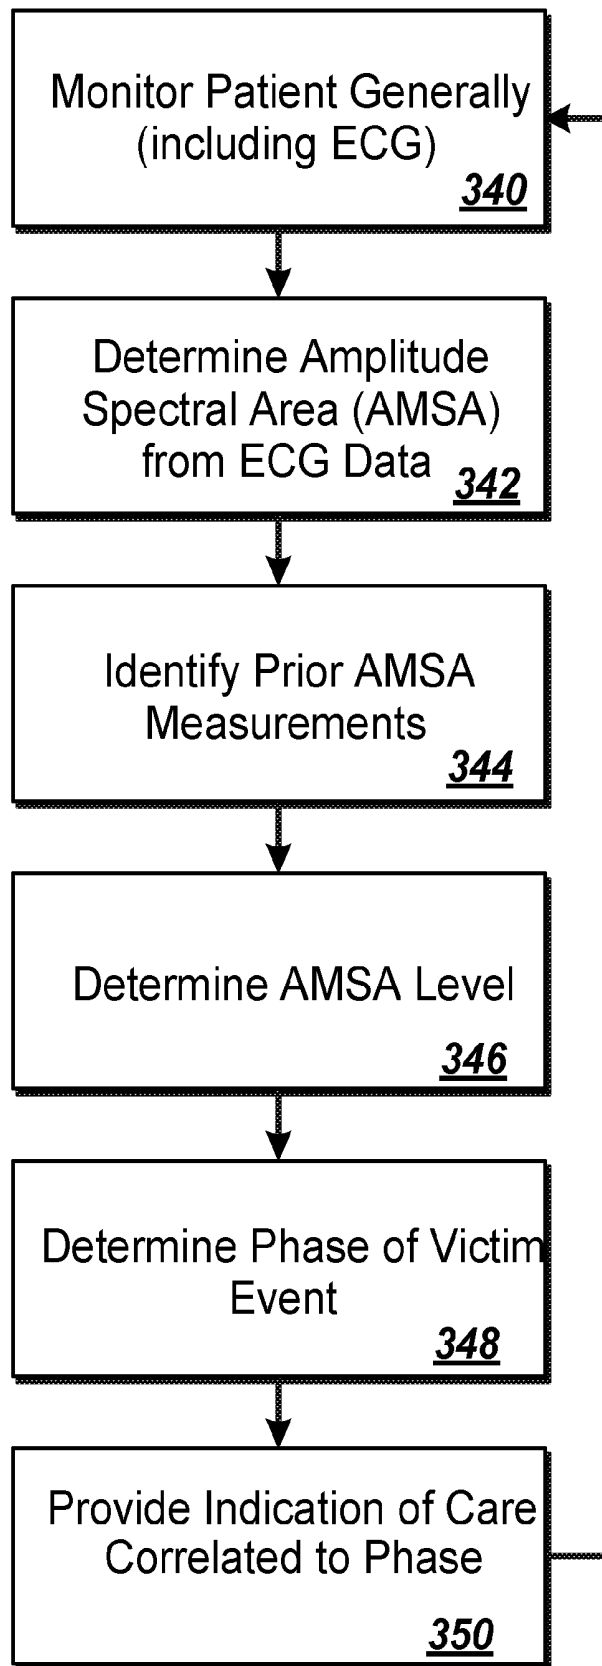 Monitor Patient Generally
(including ECG)
340
Determine Amplitude
Spectral Area (AMSA)
from ECG Data
342
Identify Prior AMSA
Measurements
344
Determine AMSA Level
346
Determine Phase of Victim
Event
348
Provide Indication of Care
Correlated to Phase
350